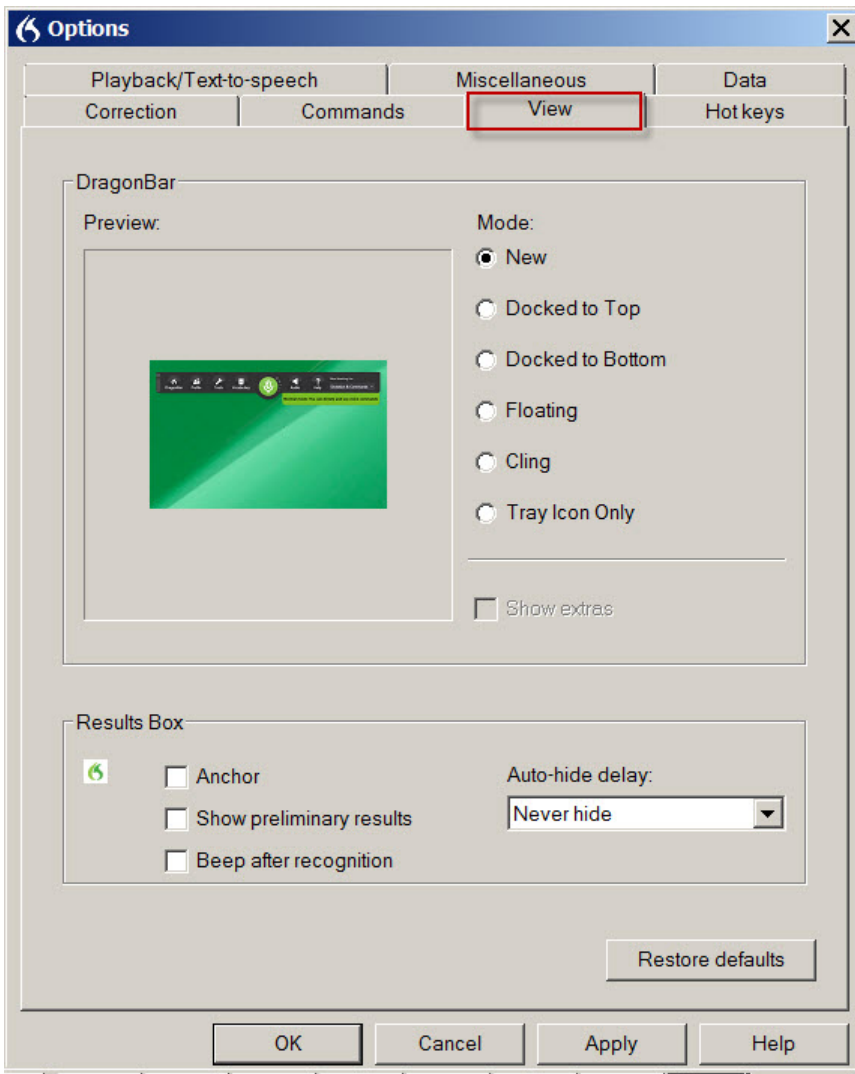 Options
Playback/Text-to-speech Miscellaneous Data
Correction Commands View Hot keys
DragonBar
Preview:
Mode:
New
Docked to Top
Docked to Bottom
Floating
Cling
Tray Icon Only
Show extras
Results Box
Anchor
Show preliminary results
Beep after recognition
Auto-hide delay:
Never hide
Restore defaults
OK Cancel Apply Help